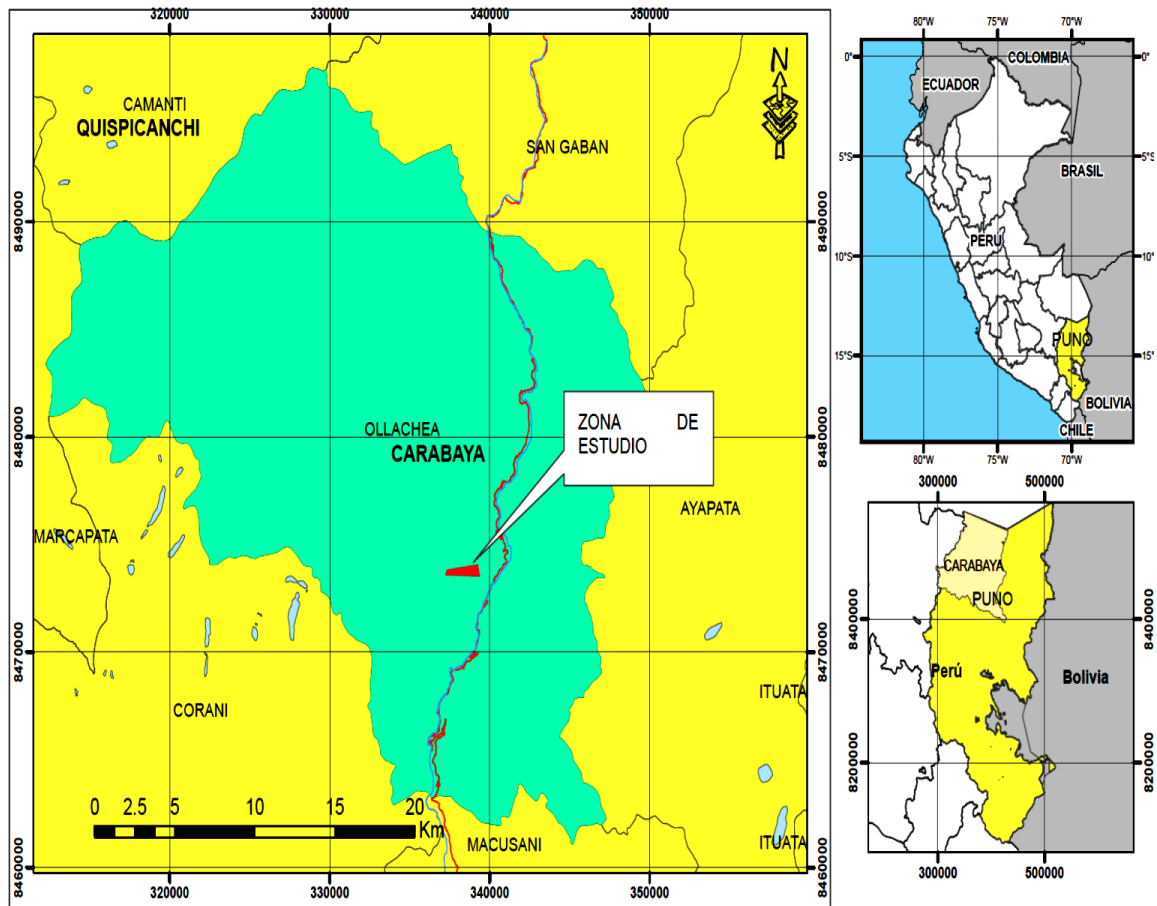 320000
330000
340000
350000
N
CAMANTI
QUISPICANCHI
SAN GABAN
8490000
8490000
OLLACHEA
CARABAYA
ZONA DE
ESTUDIO
8480000
8480000
MARCAPATA
AYAPATA
8470000
8470000
CORANI
ITUATA
0 2.5 5 10 15 20
Km
MACUSANI
ITUATA
8460000
8460000
320000
330000
340000
350000
80°W
75°W
70°W
0°
0°
COLOMBIA
ECUADOR
5°S
5°S
BRASIL
PERU
10°S
10°S
PUNO
15°S
15°S
BOLIVIA
CHILE
80°W
75°W
70°W
300000
500000
CARABAYA
PUNO
8400000
8400000
Perú
Bolivia
8200000
8200000
300000
500000